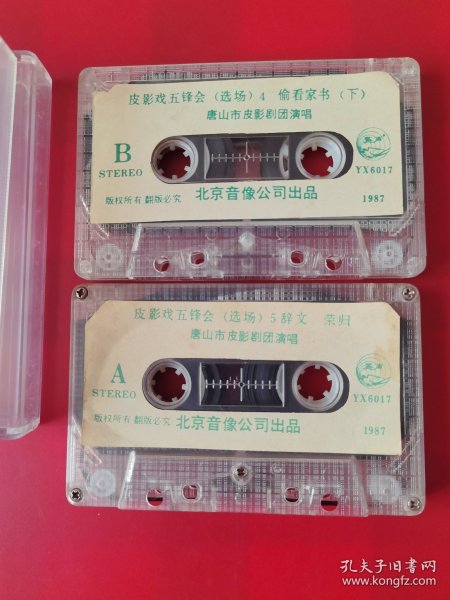 皮影戏五锋会（选场）4 偷看家书（下）
唐山市皮影剧团演唱
B
STEREO
燕声
YX6017
版权所有 翻版必究 北京音像公司出品
1987
皮影戏五锋会（选场）5 辞文 荣归
唐山市皮影剧团演唱
A
STEREO
燕声
YX6017
版权所有 翻版必究 北京音像公司出品
1987
孔夫子旧书网
www.kongfz.com